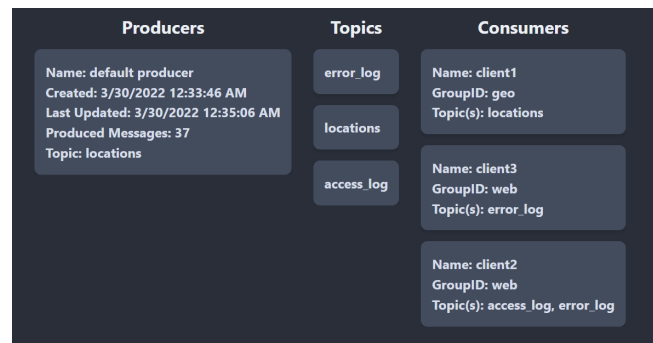 Producers
Name: default producer
Created: 3/30/2022 12:33:46 AM
Last Updated: 3/30/2022 12:35:06 AM
Produced Messages: 37
Topic: locations
Topics
error_log
locations
access_log
Consumers
Name: client1
GroupID: geo
Topic(s): locations
Name: client3
GroupID: web
Topic(s): error_log
Name: client2
GroupID: web
Topic(s): access_log, error_log